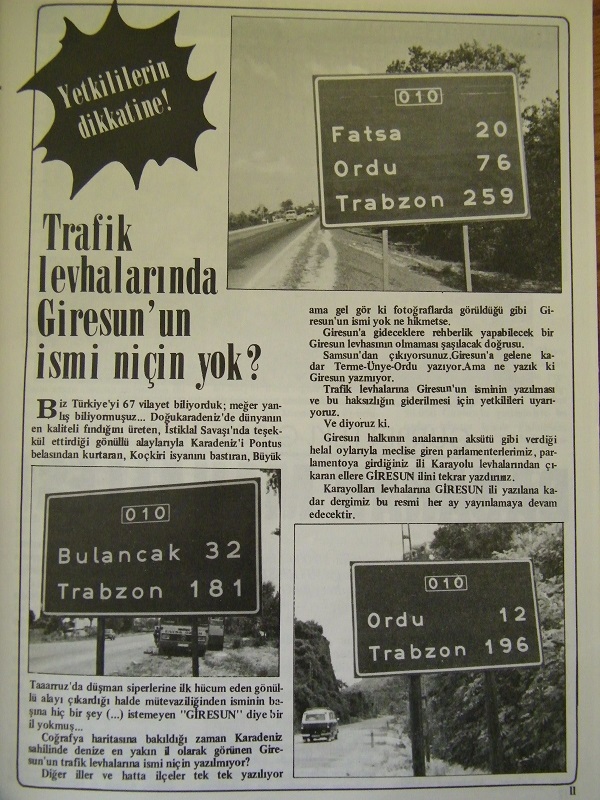 Yetkililerin
dikkatine!
010
Fatsa 20
Ordu 76
Trabzon 259
Trafik
levhalarında
Giresun'un
ismi niçin yok?
Biz Türkiye'yi 67 vilayet biliyorduk; meğer yan-
lış biliyormuşuz... Doğukaradeniz'de dünyanın
en kaliteli fındığını üreten, İstiklal Savaşı'nda teşek-
kül ettirdiği gönüllü alaylarıyla Karadeniz'i Pontus
belasından kurtaran, Koçkiri isyanını bastıran, Büyük
010
Bulancak 32
Trabzon 181
Taaarruz'da düşman siperlerine ilk hücum eden gönül-
lü alayı çıkardığı halde mütevaziliğinden isminin ba-
şına hiç bir şey (...) istemeyen "GİRESUN" diye bir
il yokmuş...
Coğrafya haritasına bakıldığı zaman Karadeniz
sahilinde denize en yakın il olarak görünen Gire-
sun'un trafik levhalarına ismi niçin yazılmıyor?
Diğer iller ve hatta ilçeler tek tek yazılıyor
ama gel gör ki fotoğraflarda görüldüğü gibi Gi-
resun'un ismi yok ne hikmetse.
Giresun'a gideceklere rehberlik yapabilecek bir
Giresun levhasının olmaması şaşılacak doğrusu.
Samsun'dan çıkıyorsunuz.Giresun'a gelene ka-
dar Terme-Ünye-Ordu yazıyor.Ama ne yazık ki
Giresun yazmıyor.
Trafik levhalarına Giresun'un isminin yazılması
ve bu haksızlığın giderilmesi için yetkilileri uyarı-
yoruz.
Ve diyoruz ki.
Giresun halkının analarının aksütü gibi verdiği
helal oylarıyla meclise giren parlamenterlerimiz, par-
lamentoya girdiğiniz ili Karayolu levhalarından çı-
karan ellere GİRESUN ilini tekrar yazdırınız.
Karayolları levhalarına GİRESUN ili yazılana ka-
dar dergimiz bu resmi her ay yayınlamaya devam
edecektir.
010
Ordu 12
Trabzon 196
11